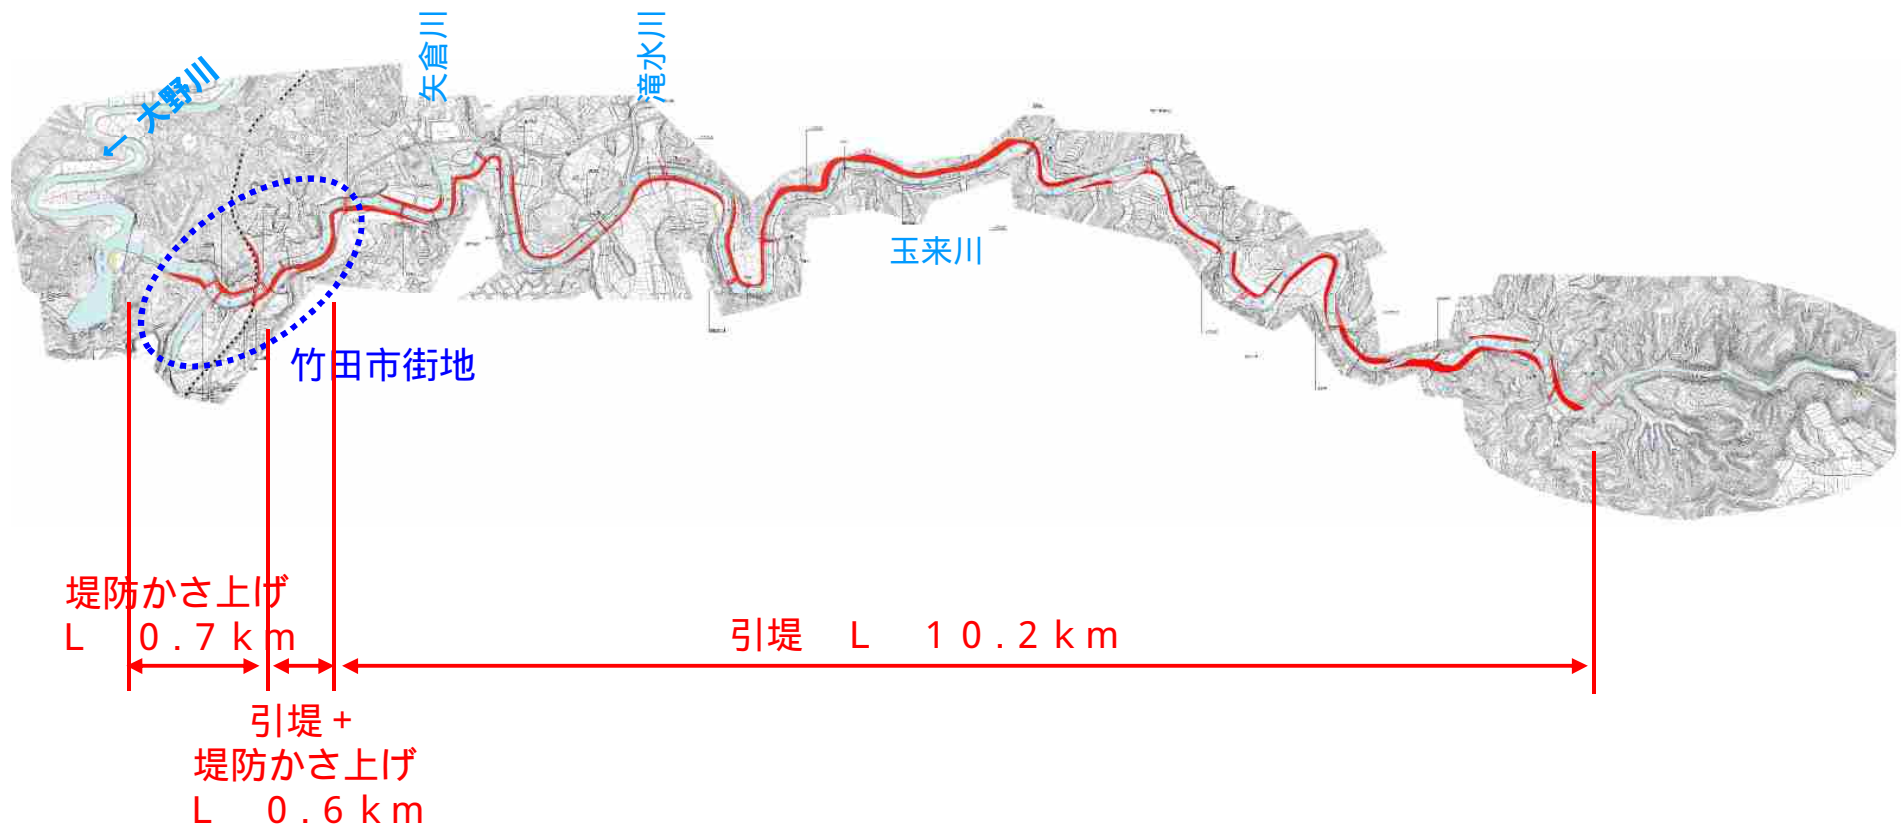 矢倉川
滝水川
← 大野川
玉来川
竹田市街地
堤防かさ上げ
L 0.7km
引堤 L 10.2km
引堤+
堤防かさ上げ
L 0.6km